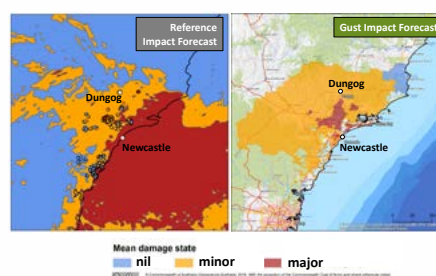 Reference
Impact Forecast
Gust Impact Forecast
Dungog
Dungog
Newcastle
Newcastle
Mean damage state
nil
minor
major